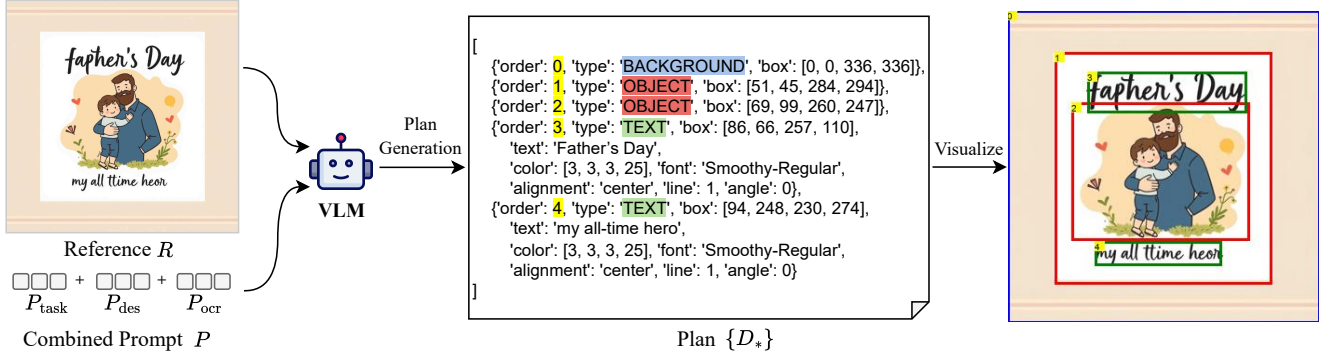 fapher's Day
my all ttime heor
Reference R
P_task + P_des + P_ocr
Combined Prompt P
VLM
Plan
Generation
[
{'order': 0, 'type': 'BACKGROUND', 'box': [0, 0, 336, 336]},
{'order': 1, 'type': 'OBJECT', 'box': [51, 45, 284, 294]},
{'order': 2, 'type': 'OBJECT', 'box': [69, 99, 260, 247]},
{'order': 3, 'type': 'TEXT', 'box': [86, 66, 257, 110],
'text': 'Father's Day',
'color': [3, 3, 3, 25], 'font': 'Smoothy-Regular',
'alignment': 'center', 'line': 1, 'angle': 0},
{'order': 4, 'type': 'TEXT', 'box': [94, 248, 230, 274],
'text': 'my all-time hero',
'color': [3, 3, 3, 25], 'font': 'Smoothy-Regular',
'alignment': 'center', 'line': 1, 'angle': 0}
]
Plan {D_*}
Visualize
0
1
3
fapher's Day
2
4
my all ttime heor